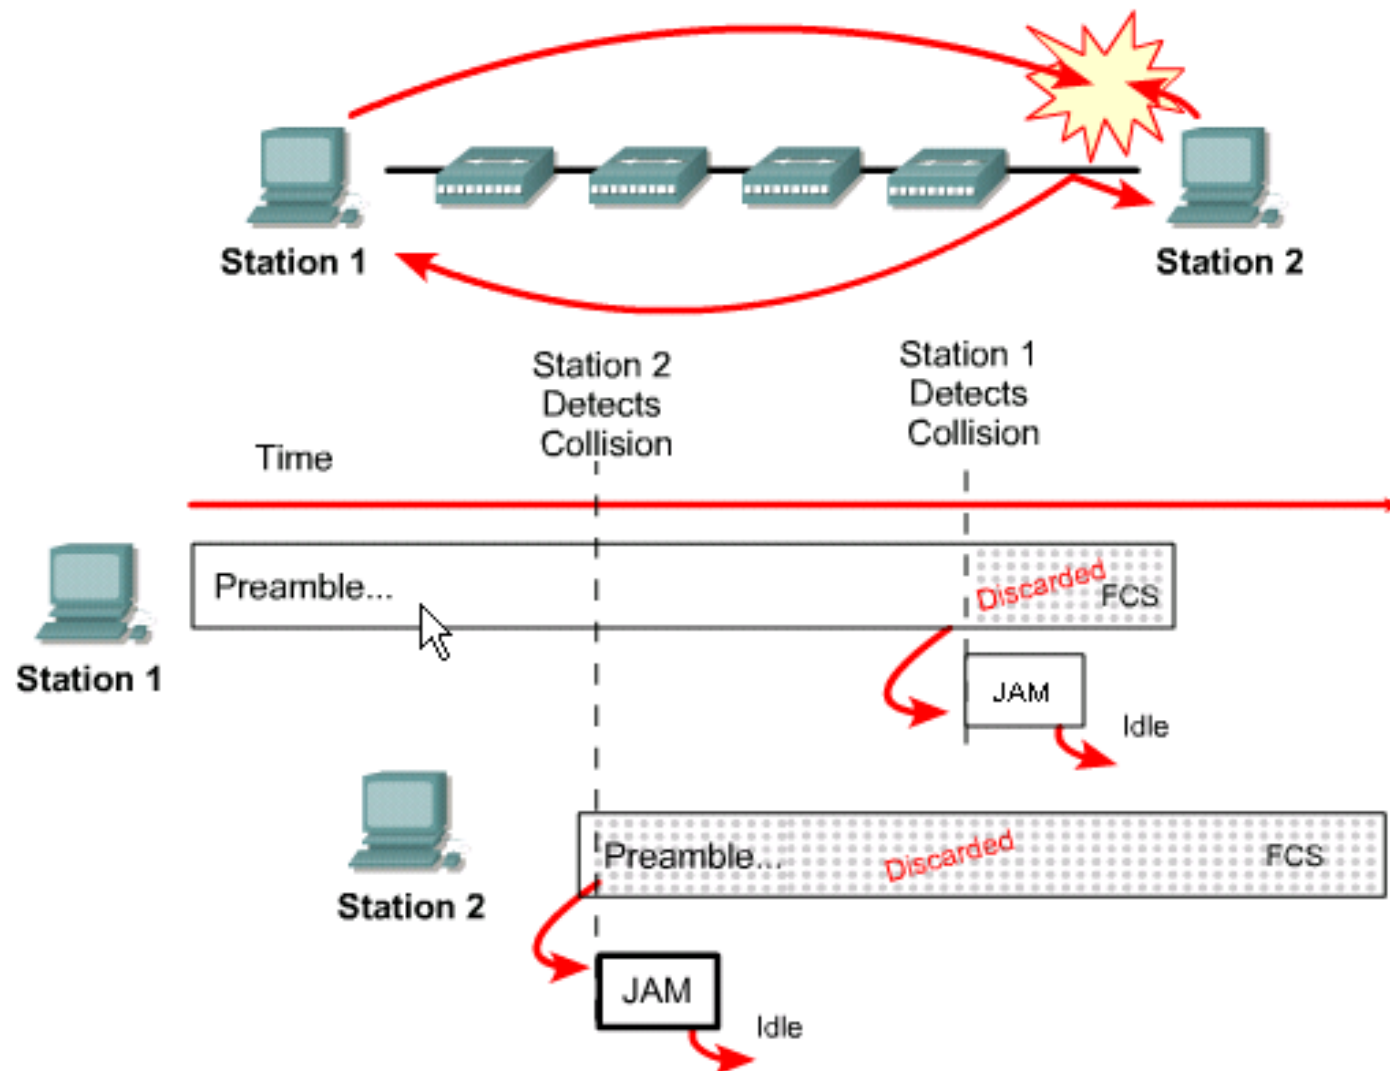 Station 1
Station 2
Station 2
Detects
Collision
Station 1
Detects
Collision
Time
Preamble...
Discarded
FCS
Station 1
JAM
Idle
Preamble...
Discarded
FCS
Station 2
JAM
Idle